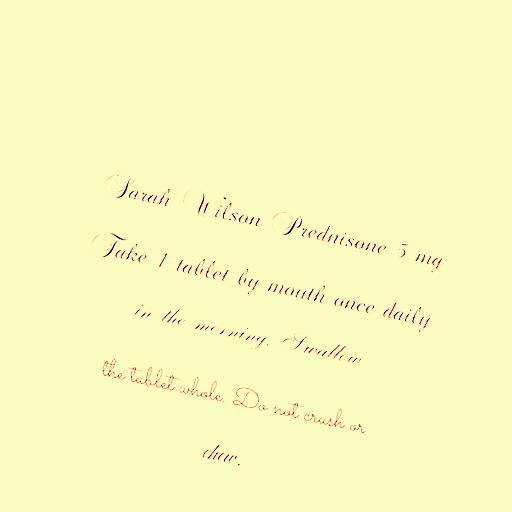 Sarah Wilson Prednisone 5 mg
Take 1 tablet by mouth once daily
in the morning. Swallow
the tablet whole. Do not crush or
chew.